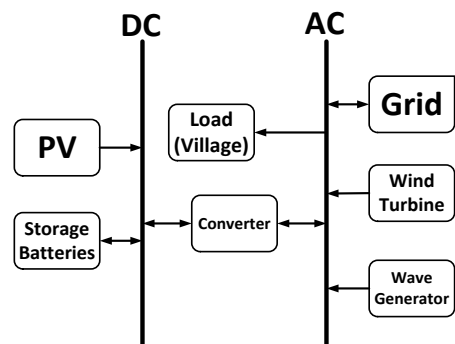 DC
AC
Grid
Load
(Village)
PV
Wind
Turbine
Storage
Batteries
Converter
Wave
Generator